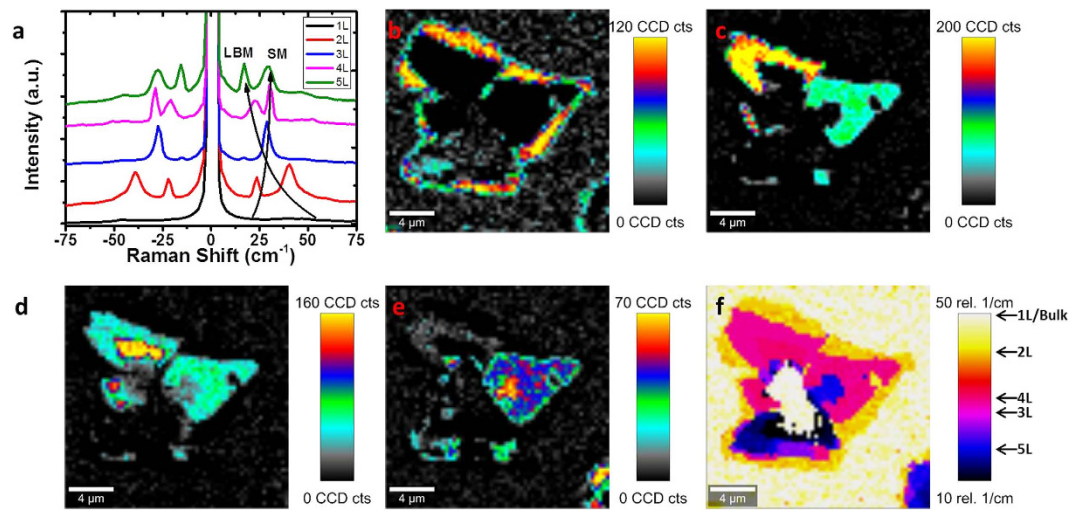 a
1L
2L
3L
4L
5L
LBM
SM
Intensity (a.u.)
-75
-50
-25
0
25
50
75
Raman Shift (cm-1)
b
4 µm
120 CCD cts
0 CCD cts
c
4 µm
200 CCD cts
0 CCD cts
d
4 µm
160 CCD cts
0 CCD cts
e
4 µm
70 CCD cts
0 CCD cts
f
4 µm
50 rel. 1/cm
1L/Bulk
2L
4L
3L
5L
10 rel. 1/cm